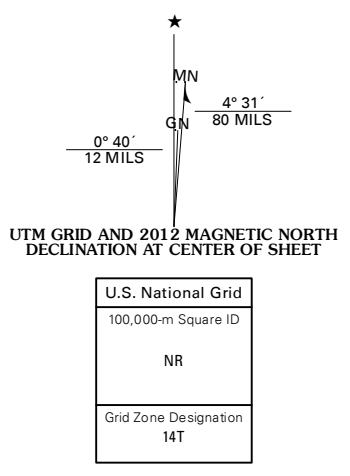 ★
MN
4° 31´
80 MILS
GN
0° 40´
12 MILS
UTM GRID AND 2012 MAGNETIC NORTH
DECLINATION AT CENTER OF SHEET
U.S. National Grid
100,000-m Square ID
NR
Grid Zone Designation
14T